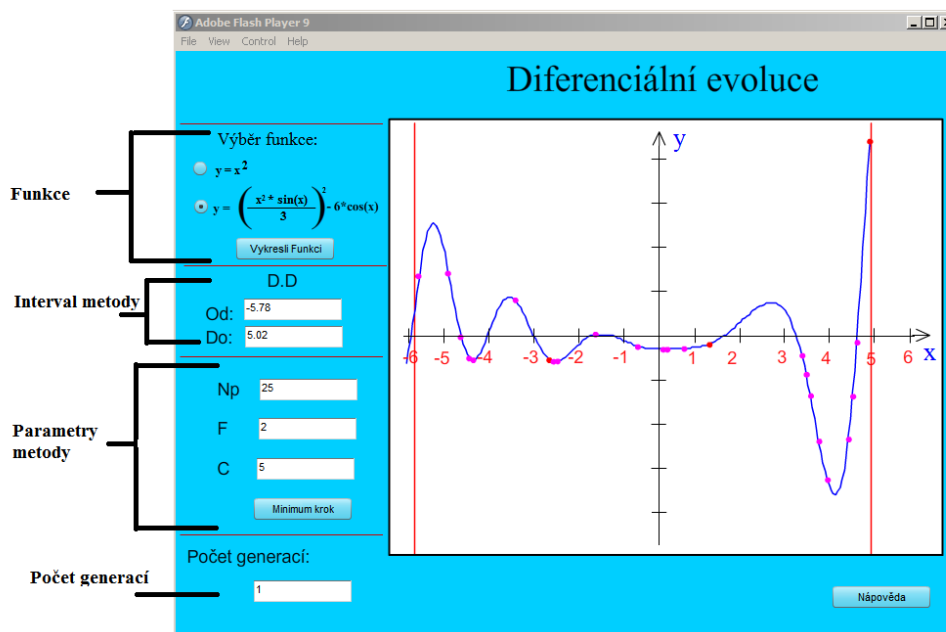 Adobe Flash Player 9
File View Control Help
Diferenciální evoluce
Funkce
Výběr funkce:
y = x²
y = (x² * sin(x) / 3)² - 6*cos(x)
Vykresli Funkci
Interval metody
D.D
Od: -5.78
Do: 5.02
Parametry
metody
Np 25
F 2
C 5
Minimum krok
Počet generací
Počet generací:
1
y
-6 -5 -4 -3 -2 -1 1 2 3 4 5 6 x
Nápověda